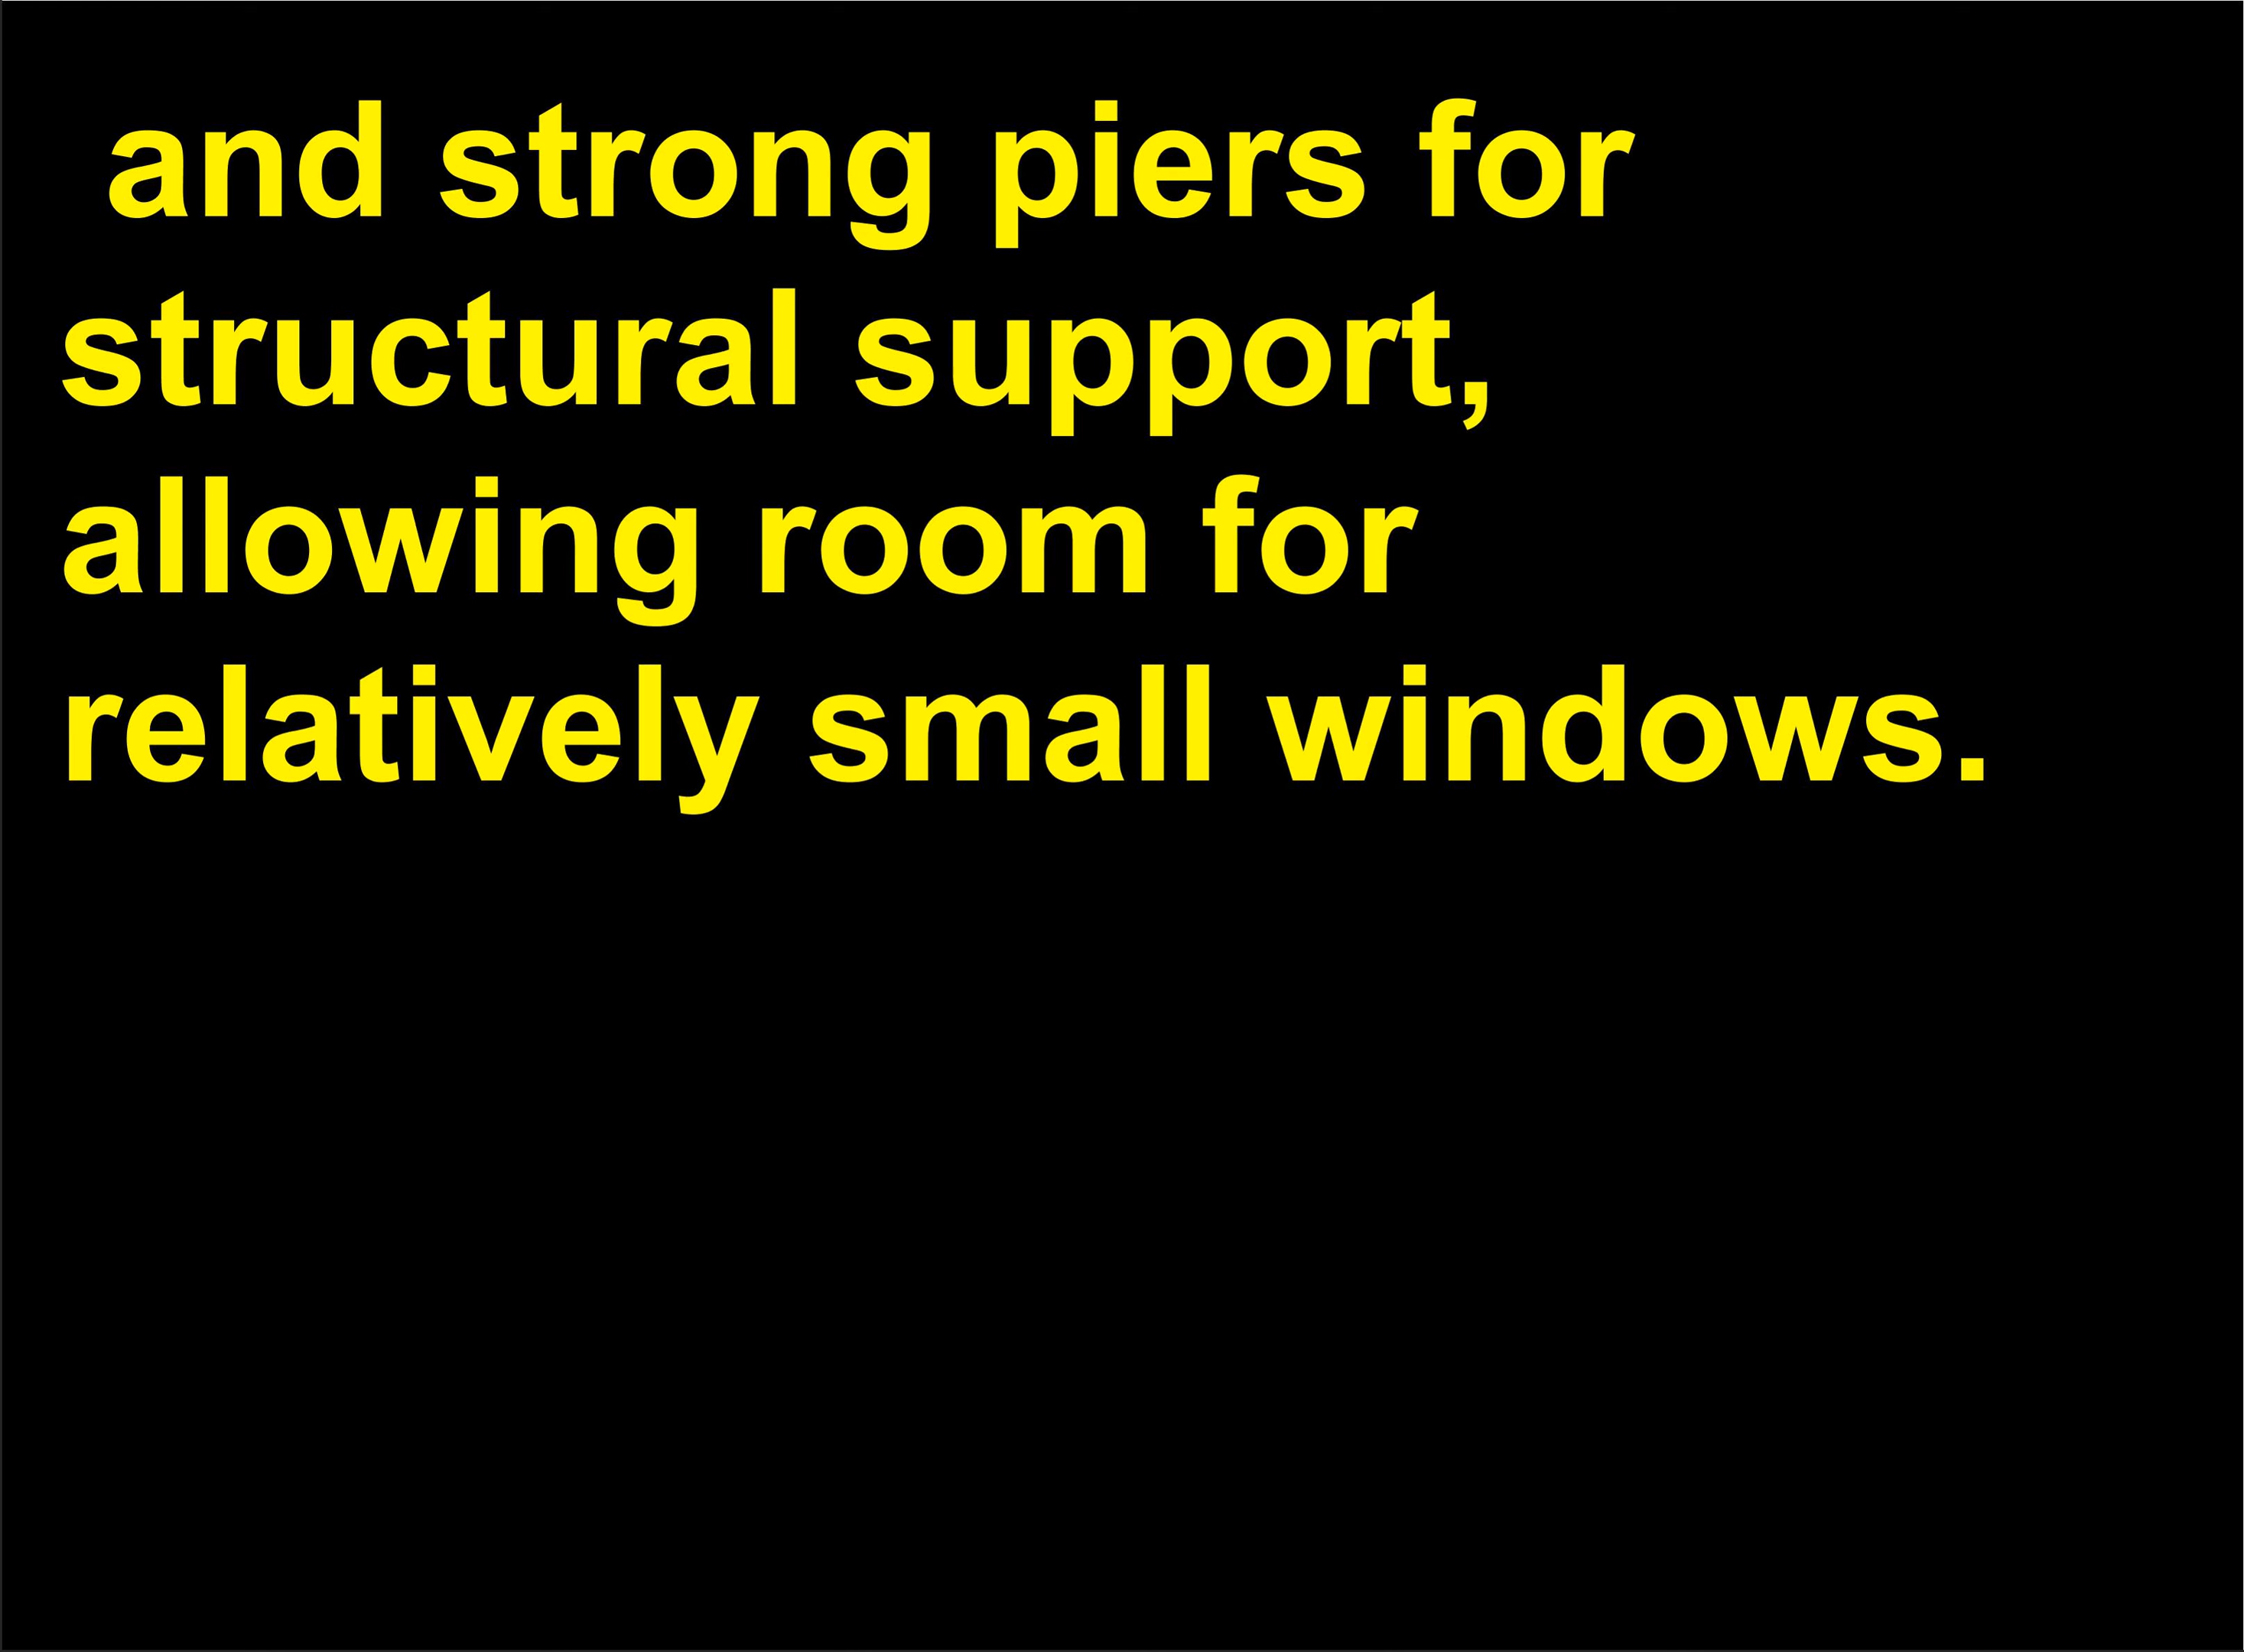 and strong piers for
structural support,
allowing room for
relatively small windows.